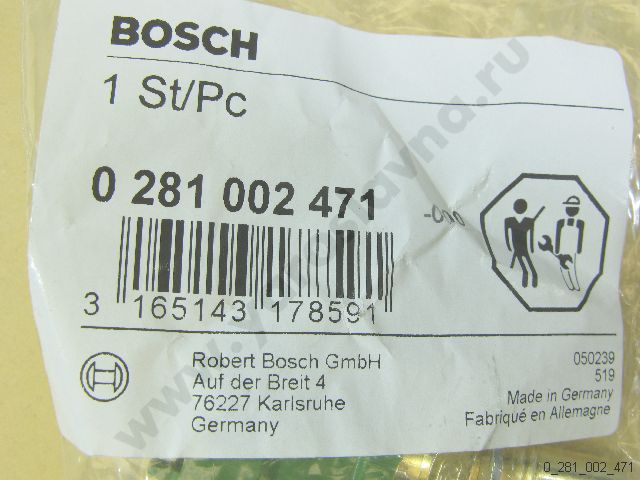 BOSCH
1 St/Pc
0 281 002 471
-000
3 165143 178591
Robert Bosch GmbH
Auf der Breit 4
76227 Karlsruhe
Germany
050239
519
Made in Germany
Fabriqué en Allemagne
0_281_002_471